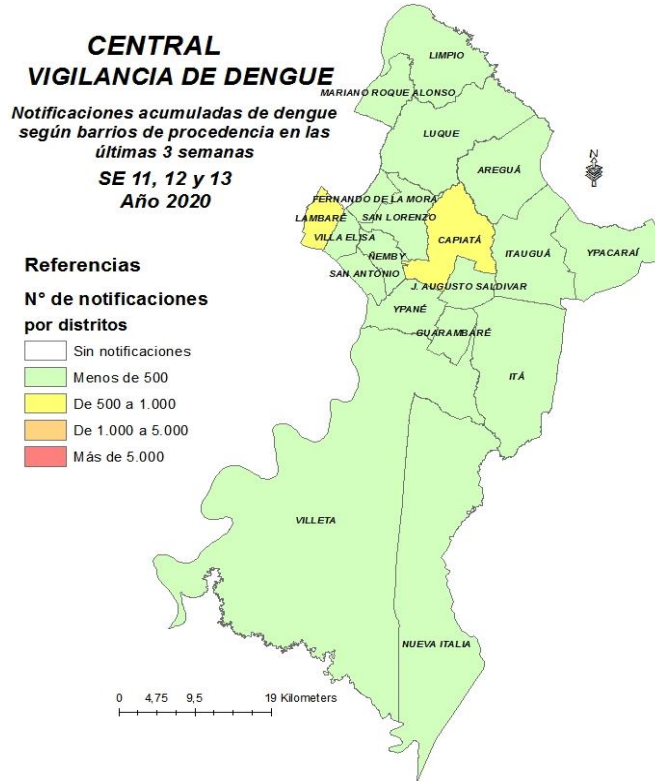 CENTRAL
VIGILANCIA DE DENGUE
Notificaciones acumuladas de dengue
según barrios de procedencia en las
últimas 3 semanas
SE 11, 12 y 13
Año 2020
Referencias
N° de notificaciones
por distritos
Sin notificaciones
Menos de 500
De 500 a 1.000
De 1.000 a 5.000
Más de 5.000
LIMPIO
MARIANO ROQUE ALONSO
LUQUE
AREGUÁ
N
FERNANDO DE LA MORA
LAMBARÉ
SAN LORENZO
VILLA ELISA
CAPIATÁ
ITAUGUÁ
YPACARAÍ
ÑEMBY
SAN ANTONIO
J. AUGUSTO SALDIVAR
YPANÉ
GUARAMBARÉ
ITÁ
VILLETA
NUEVA ITALIA
0 4,75 9,5 19 Kilometers